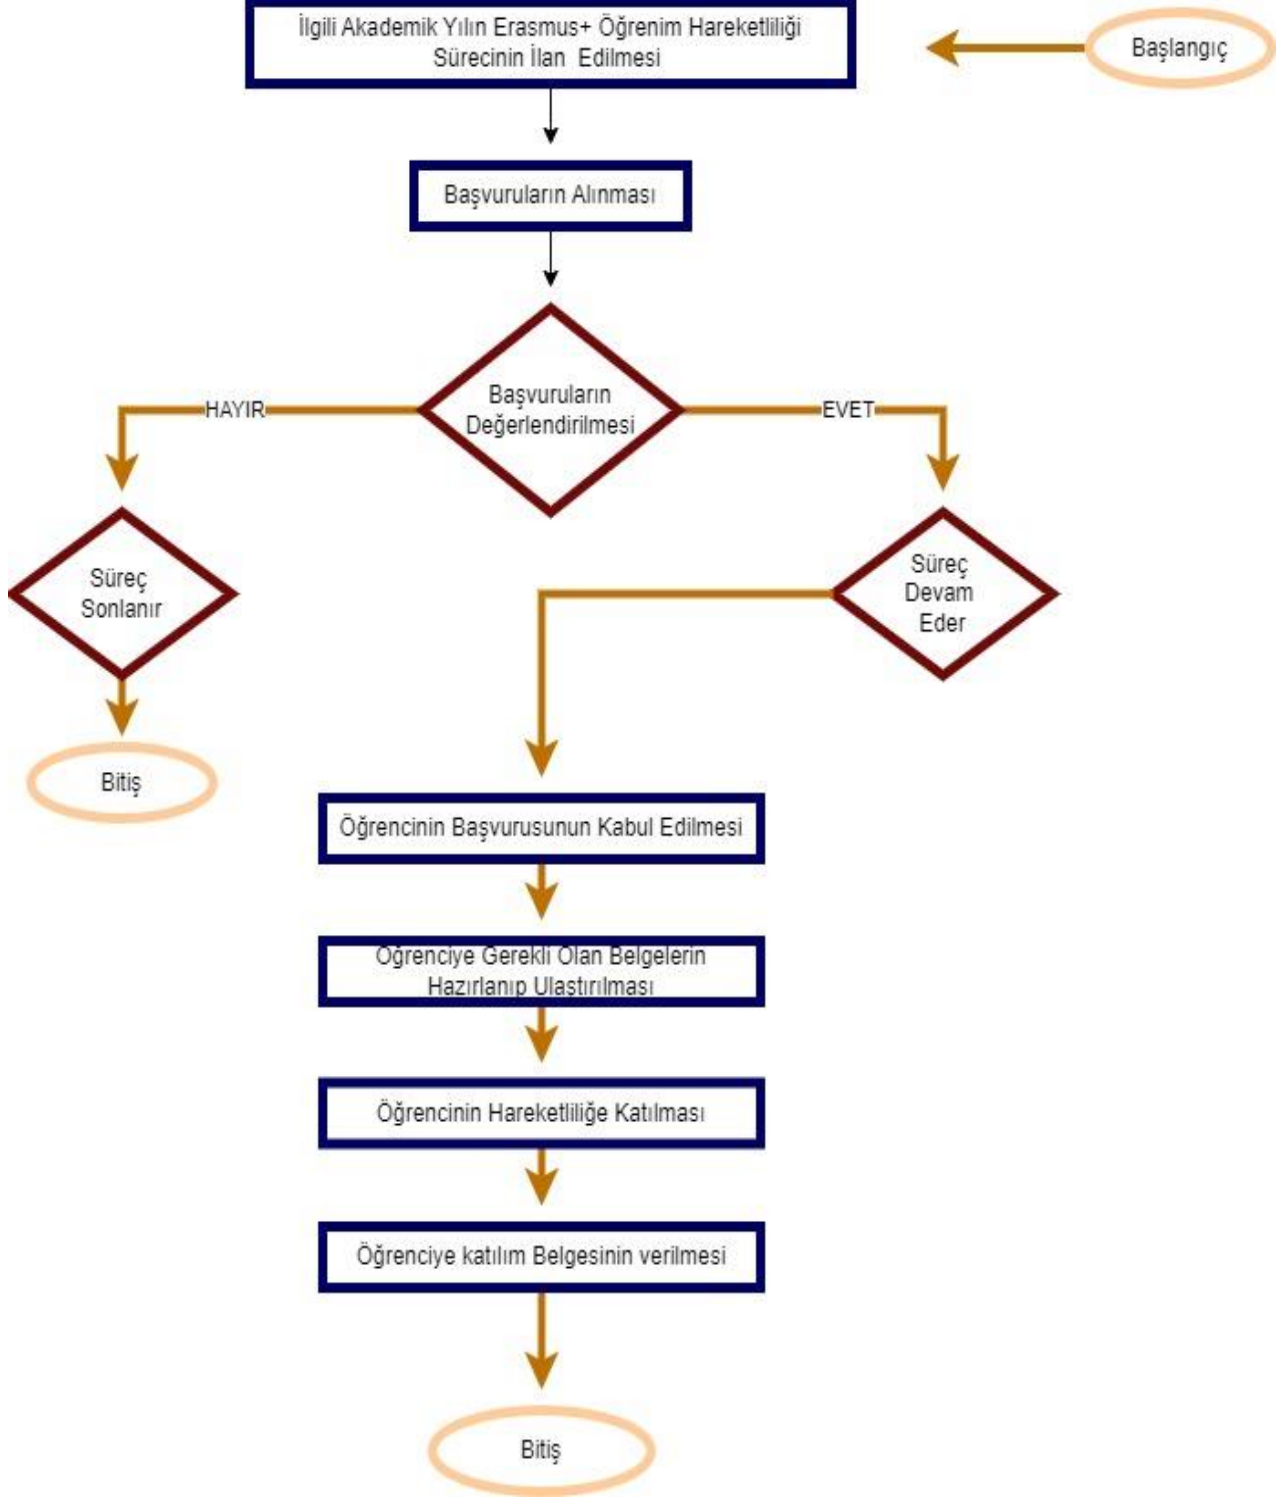 İlgili Akademik Yılın Erasmus+ Öğrenim Hareketliliği
Sürecinin İlan Edilmesi
Başlangıç
Başvuruların Alınması
Başvuruların
Değerlendirilmesi
HAYIR
EVET
Süreç
Sonlanır
Süreç
Devam
Eder
Bitiş
Öğrencinin Başvurusunun Kabul Edilmesi
Öğrenciye Gerekli Olan Belgelerin
Hazırlanıp Ulaştırılması
Öğrencinin Hareketliliğe Katılması
Öğrenciye katılım Belgesinin verilmesi
Bitiş